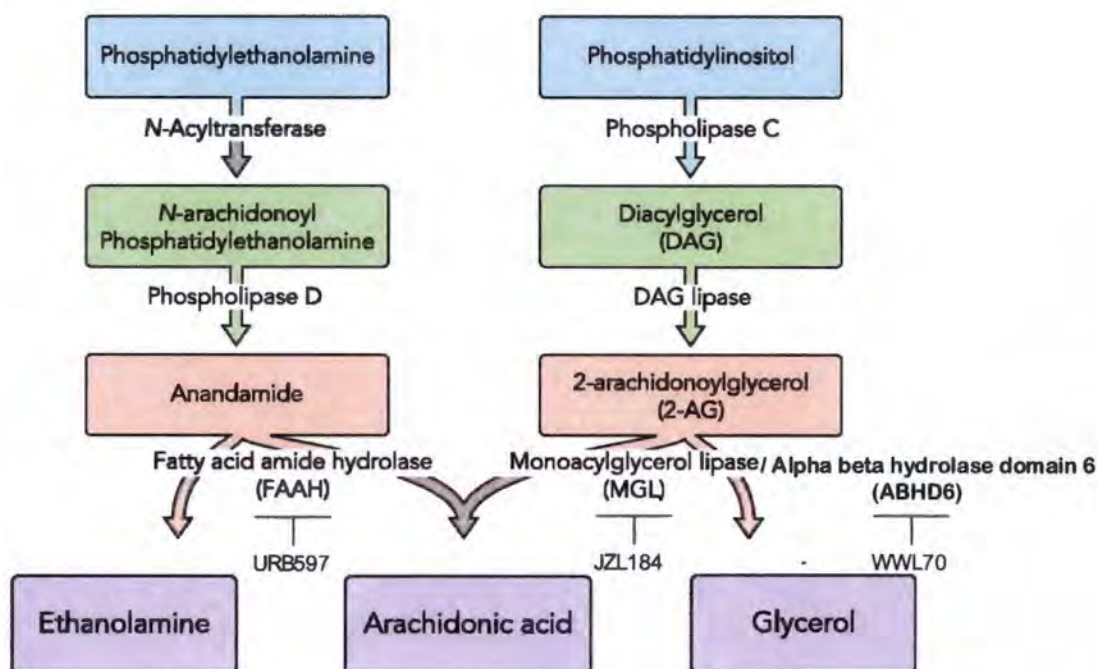 Phosphatidylethanolamine
Phosphatidylinositol
N-Acyltransferase
Phospholipase C
N-arachidonoyl
Phosphatidylethanolamine
Diacylglycerol
(DAG)
Phospholipase D
DAG lipase
Anandamide
2-arachidonoylglycerol
(2-AG)
Fatty acid amide hydrolase
(FAAH)
Monoacylglycerol lipase/ Alpha beta hydrolase domain 6
(MGL)
(ABHD6)
URB597
JZL184
WWL70
Ethanolamine
Arachidonic acid
Glycerol